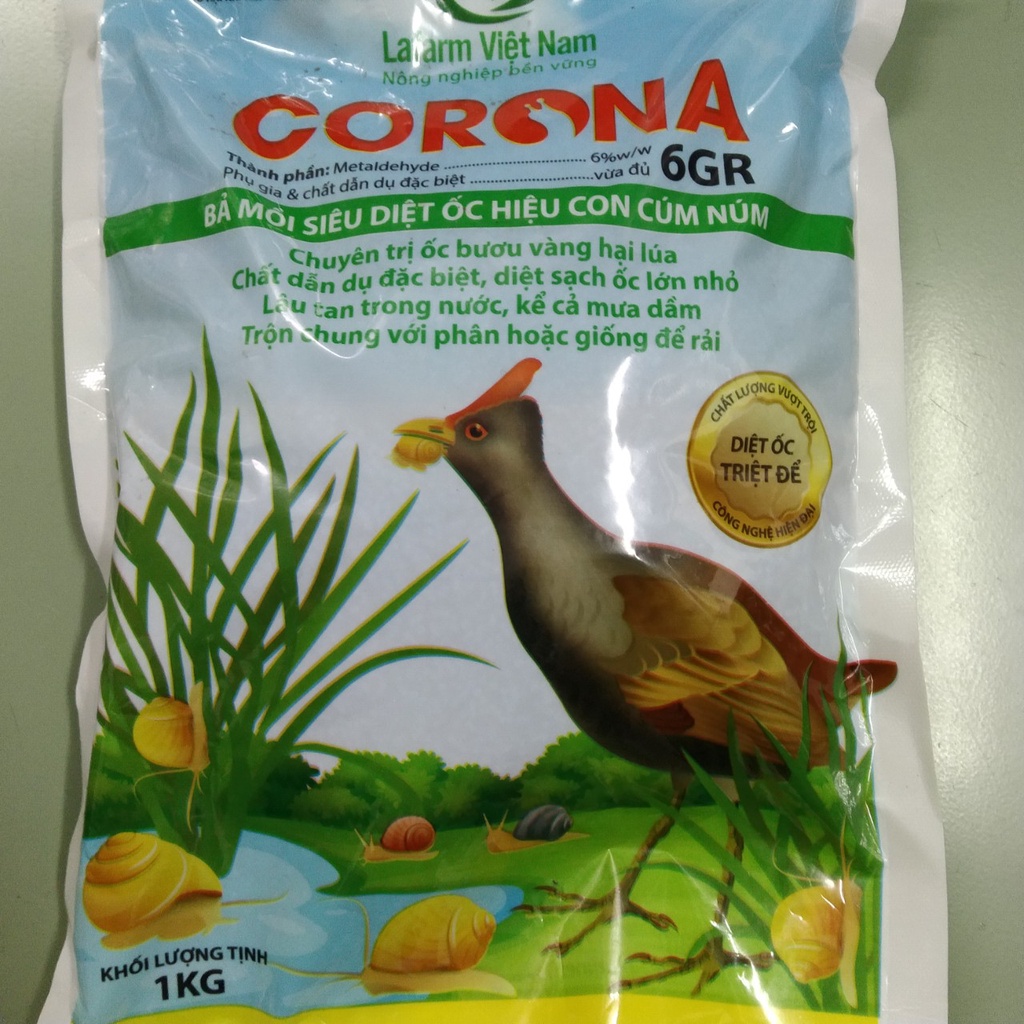 Lafarm Việt Nam
Nông nghiệp bền vững
CORONA
Thành phần: Metaldehyde ........................................ 6%w/w
Phụ gia & chất dẫn dụ đặc biệt ..................................vừa đủ
6GR
BẢ MỒI SIÊU DIỆT ỐC HIỆU CON CÚM NÚM
Chuyên trị ốc bươu vàng hại lúa
Chất dẫn dụ đặc biệt, diệt sạch ốc lớn nhỏ
Lâu tan trong nước, kể cả mưa dầm
Trộn chung với phân hoặc giống để rải
CHẤT LƯỢNG VƯỢT TRỘI
DIỆT ỐC
TRIỆT ĐỂ
CÔNG NGHỆ HIỆN ĐẠI
KHỐI LƯỢNG TỊNH
1KG